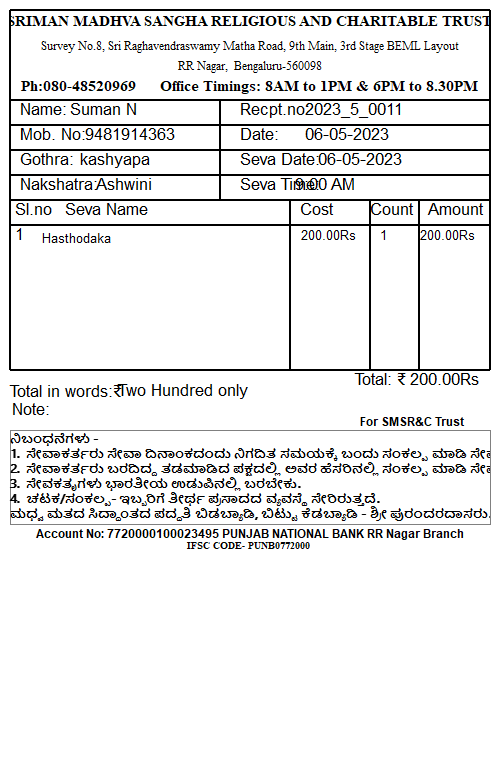 SRIMAN MADHVA SANGHA RELIGIOUS AND CHARITABLE TRUST
Survey No.8, Sri Raghavendraswamy Matha Road, 9th Main, 3rd Stage BEML Layout
RR Nagar, Bengaluru-560098
Ph:080-48520969 Office Timings: 8AM to 1PM & 6PM to 8.30PM
Name: Suman N Recpt.no2023_5_0011
Mob. No:9481914363 Date: 06-05-2023
Gothra: kashyapa Seva Date:06-05-2023
Nakshatra:Ashwini Seva Time:9:00 AM
Sl.no Seva Name Cost Count Amount
1 Hasthodaka 200.00Rs 1 200.00Rs
Total: ₹ 200.00Rs
Total in words:₹Two Hundred only
Note:
For SMSR&C Trust
ನಿಬಂಧನೆಗಳು -
1. ಸೇವಾಕರ್ತರು ಸೇವಾ ದಿನಾಂಕದಂದು ನಿಗದಿತ ಸಮಯಕ್ಕೆ ಬಂದು ಸಂಕಲ್ಪ ಮಾಡಿ ಸೇವ
2. ಸೇವಾಕರ್ತರು ಬರದಿದ್ದ ತಡಮಾಡಿದ ಪಕ್ಷದಲ್ಲಿ ಅವರ ಹೆಸರಿನಲ್ಲಿ ಸಂಕಲ್ಪ ಮಾಡಿ ಸೇವ
3. ಸೇವಕತೃಗಳು ಭಾರತೀಯ ಉಡುಪಿನಲ್ಲಿ ಬರಬೇಕು.
4. ಚಟಕ/ಸಂಕಲ್ಪ- ಇಬ್ಬರಿಗೆ ತೀರ್ಥ ಪ್ರಸಾದದ ವ್ಯವಸ್ಥೆ ಸೇರಿರುತ್ತದೆ.
ಮಧ್ವ ಮತದ ಸಿದ್ಧಾಂತದ ಪದ್ಧತಿ ಬಿಡಬ್ಯಾಡಿ, ಬಿಟ್ಟು ಕೆಡಬ್ಯಾಡಿ - ಶ್ರೀ ಪುರಂದರದಾಸರು.
Account No: 7720000100023495 PUNJAB NATIONAL BANK RR Nagar Branch
IFSC CODE- PUNB0772000